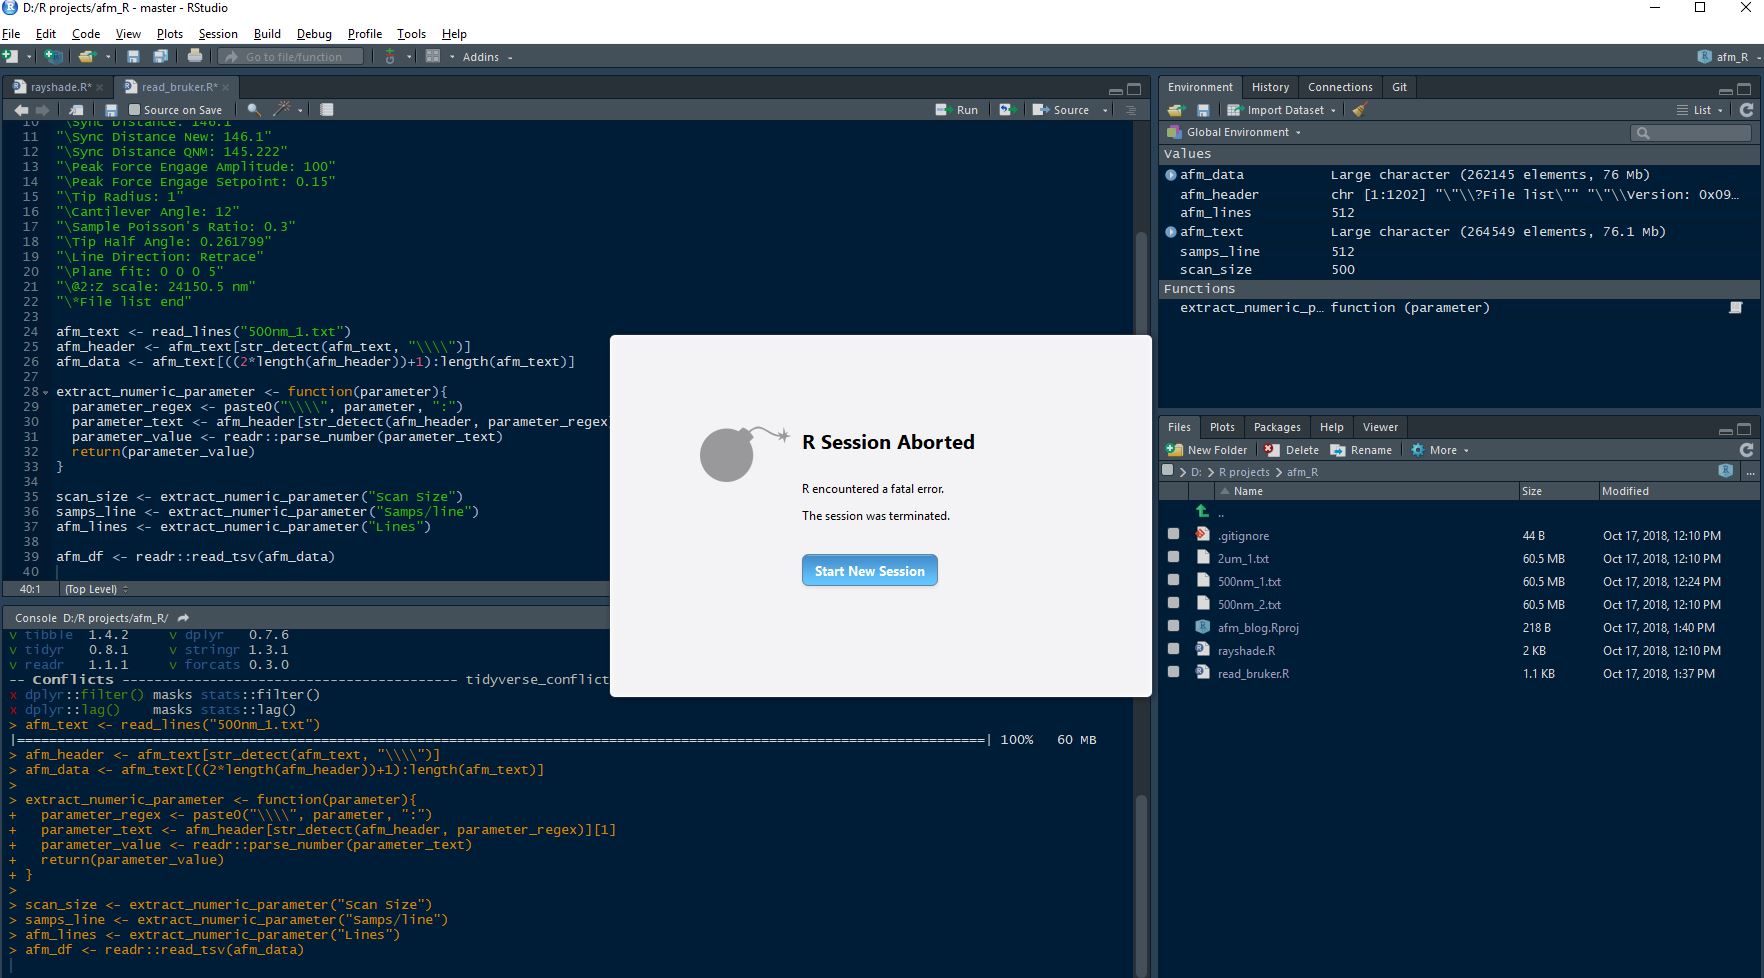 D:/R projects/afm_R - master - RStudio
File Edit Code View Plots Session Build Debug Profile Tools Help
Go to file/function Addins afm_R
rayshade.R* read_bruker.R*
Source on Save Run Source
10 "\Sync Distance: 146.1"
11 "\Sync Distance New: 146.1"
12 "\Sync Distance QNM: 145.222"
13 "\Peak Force Engage Amplitude: 100"
14 "\Peak Force Engage Setpoint: 0.15"
15 "\Tip Radius: 1"
16 "\Cantilever Angle: 12"
17 "\Sample Poisson's Ratio: 0.3"
18 "\Tip Half Angle: 0.261799"
19 "\Line Direction: Retrace"
20 "\Plane fit: 0 0 0 5"
21 "\@2:Z scale: 24150.5 nm"
22 "\*File list end"
23
24 afm_text <- read_lines("500nm_1.txt")
25 afm_header <- afm_text[str_detect(afm_text, "\\\\")]
26 afm_data <- afm_text[((2*length(afm_header))+1):length(afm_text)]
27
28 extract_numeric_parameter <- function(parameter){
29 parameter_regex <- paste0("\\\\", parameter, ":")
30 parameter_text <- afm_header[str_detect(afm_header, parameter_regex
31 parameter_value <- readr::parse_number(parameter_text)
32 return(parameter_value)
33 }
34
35 scan_size <- extract_numeric_parameter("Scan Size")
36 samps_line <- extract_numeric_parameter("Samps/line")
37 afm_lines <- extract_numeric_parameter("Lines")
38
39 afm_df <- readr::read_tsv(afm_data)
40
40:1 (Top Level)
Console D:/R projects/afm_R/
v tibble 1.4.2 v dplyr 0.7.6
v tidyr 0.8.1 v stringr 1.3.1
v readr 1.1.1 v forcats 0.3.0
-- Conflicts ------------------------------------------ tidyverse_conflict
x dplyr::filter() masks stats::filter()
x dplyr::lag() masks stats::lag()
> afm_text <- read_lines("500nm_1.txt")
|==========================================================================================================================| 100% 60 MB
> afm_header <- afm_text[str_detect(afm_text, "\\\\")]
> afm_data <- afm_text[((2*length(afm_header))+1):length(afm_text)]
>
> extract_numeric_parameter <- function(parameter){
+ parameter_regex <- paste0("\\\\", parameter, ":")
+ parameter_text <- afm_header[str_detect(afm_header, parameter_regex)][1]
+ parameter_value <- readr::parse_number(parameter_text)
+ return(parameter_value)
+ }
>
> scan_size <- extract_numeric_parameter("Scan Size")
> samps_line <- extract_numeric_parameter("Samps/line")
> afm_lines <- extract_numeric_parameter("Lines")
> afm_df <- readr::read_tsv(afm_data)
R Session Aborted
R encountered a fatal error.
The session was terminated.
Start New Session
Environment History Connections Git
Import Dataset List
Global Environment
Values
afm_data Large character (262145 elements, 76 Mb)
afm_header chr [1:1202] "\"\\?File list\"" "\"\\Version: 0x09…
afm_lines 512
afm_text Large character (264549 elements, 76.1 Mb)
samps_line 512
scan_size 500
Functions
extract_numeric_p… function (parameter)
Files Plots Packages Help Viewer
New Folder Delete Rename More
D: > R projects > afm_R ...
Name Size Modified
..
.gitignore 44 B Oct 17, 2018, 12:10 PM
2um_1.txt 60.5 MB Oct 17, 2018, 12:10 PM
500nm_1.txt 60.5 MB Oct 17, 2018, 12:24 PM
500nm_2.txt 60.5 MB Oct 17, 2018, 12:10 PM
afm_blog.Rproj 218 B Oct 17, 2018, 1:40 PM
rayshade.R 2 KB Oct 17, 2018, 12:10 PM
read_bruker.R 1.1 KB Oct 17, 2018, 1:37 PM